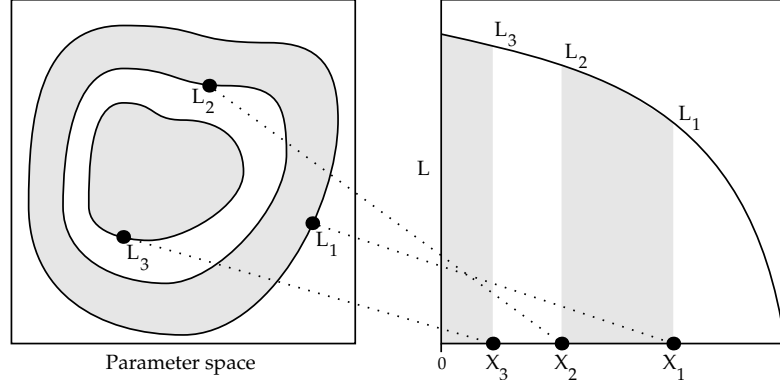 L₂
L₁
L₃
Parameter space
L₃
L₂
L₁
L
0
X₃
X₂
X₁